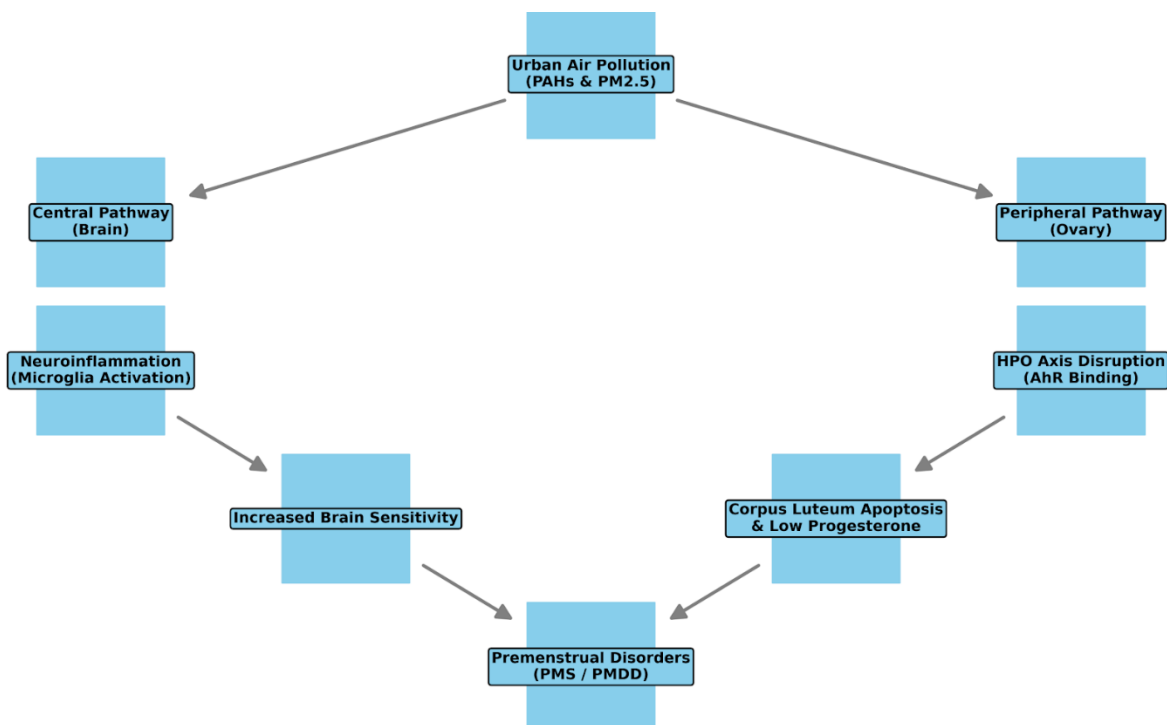 Urban Air Pollution
(PAHs & PM2.5)
Central Pathway
(Brain)
Peripheral Pathway
(Ovary)
Neuroinflammation
(Microglia Activation)
HPO Axis Disruption
(AhR Binding)
Increased Brain Sensitivity
Corpus Luteum Apoptosis
& Low Progesterone
Premenstrual Disorders
(PMS / PMDD)